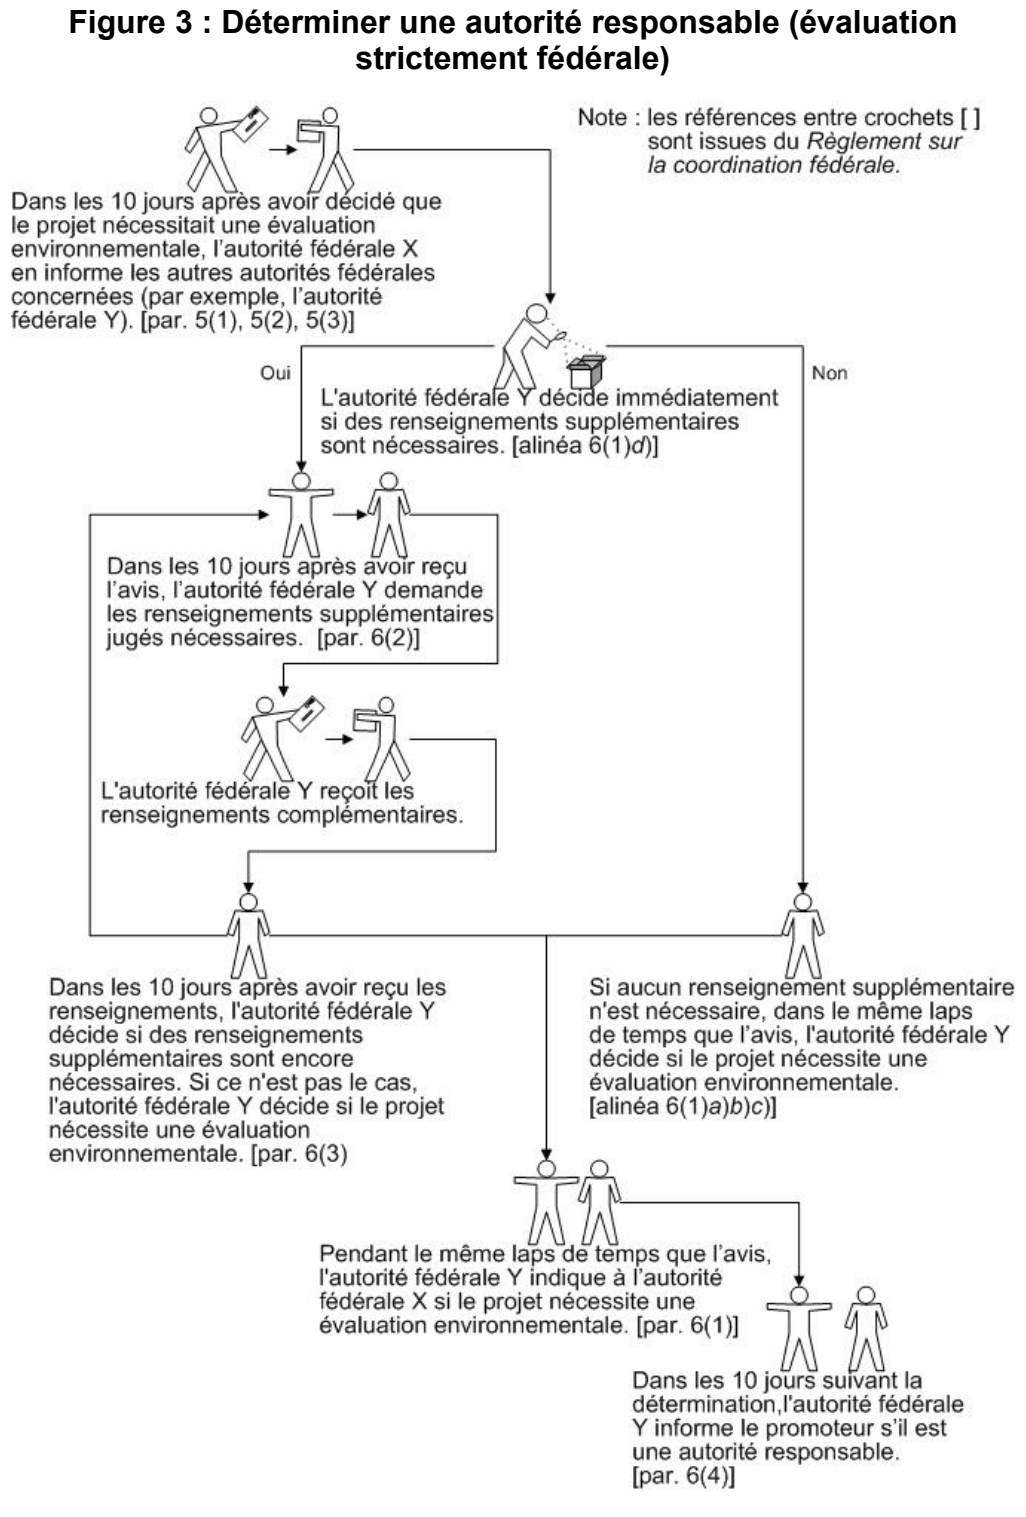 Figure 3 : Déterminer une autorité responsable (évaluation
strictement fédérale)
Note : les références entre crochets [ ]
sont issues du Règlement sur
la coordination fédérale.
Dans les 10 jours après avoir décidé que
le projet nécessitait une évaluation
environnementale, l'autorité fédérale X
en informe les autres autorités fédérales
concernées (par exemple, l'autorité
fédérale Y). [par. 5(1), 5(2), 5(3)]
Oui
Non
L'autorité fédérale Y décide immédiatement
si des renseignements supplémentaires
sont nécessaires. [alinéa 6(1)d)]
Dans les 10 jours après avoir reçu
l'avis, l'autorité fédérale Y demande
les renseignements supplémentaires
jugés nécessaires. [par. 6(2)]
L'autorité fédérale Y reçoit les
renseignements complémentaires.
Dans les 10 jours après avoir reçu les
renseignements, l'autorité fédérale Y
décide si des renseignements
supplémentaires sont encore
nécessaires. Si ce n'est pas le cas,
l'autorité fédérale Y décide si le projet
nécessite une évaluation
environnementale. [par. 6(3)
Si aucun renseignement supplémentaire
n'est nécessaire, dans le même laps
de temps que l'avis, l'autorité fédérale Y
décide si le projet nécessite une
évaluation environnementale.
[alinéa 6(1)a)b)c)]
Pendant le même laps de temps que l'avis,
l'autorité fédérale Y indique à l'autorité
fédérale X si le projet nécessite une
évaluation environnementale. [par. 6(1)]
Dans les 10 jours suivant la
détermination,l'autorité fédérale
Y informe le promoteur s'il est
une autorité responsable.
[par. 6(4)]